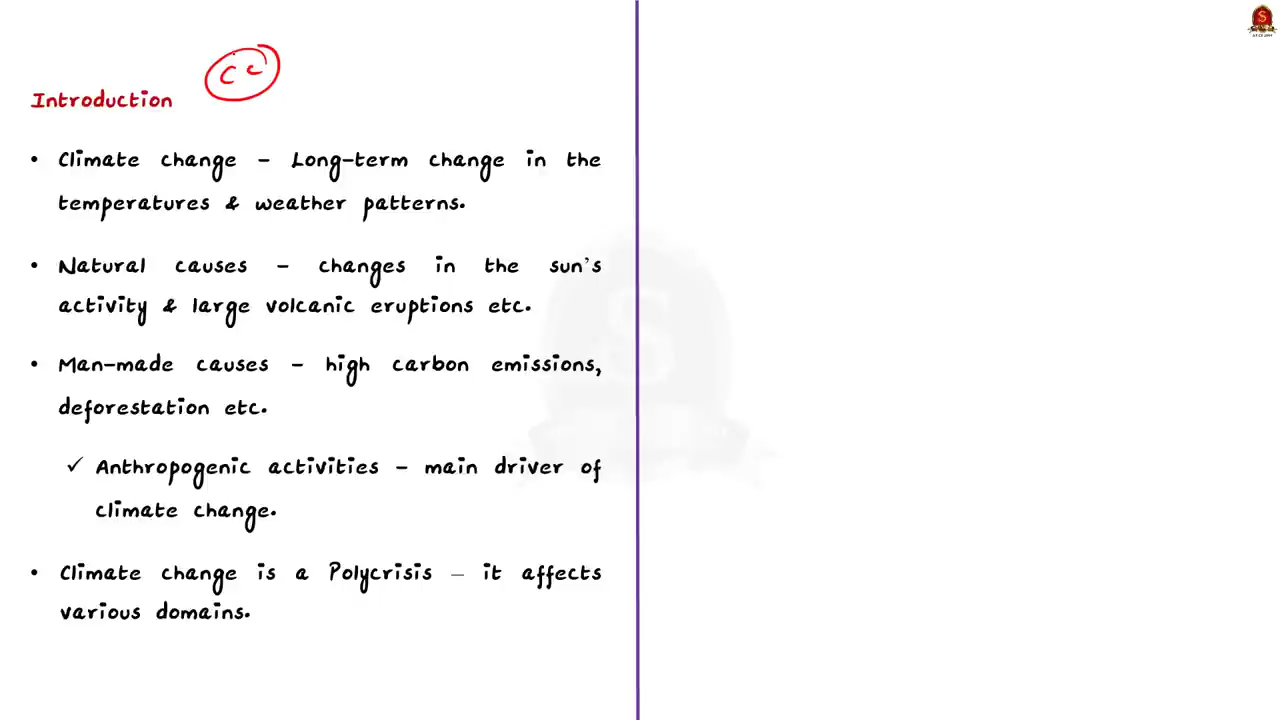 cc
Introduction
• Climate change – Long-term change in the
temperatures & weather patterns.
• Natural causes – changes in the sun's
activity & large volcanic eruptions etc.
• Man-made causes – high carbon emissions,
deforestation etc.
✓ Anthropogenic activities – main driver of
climate change.
• Climate change is a Polycrisis – it affects
various domains.
S